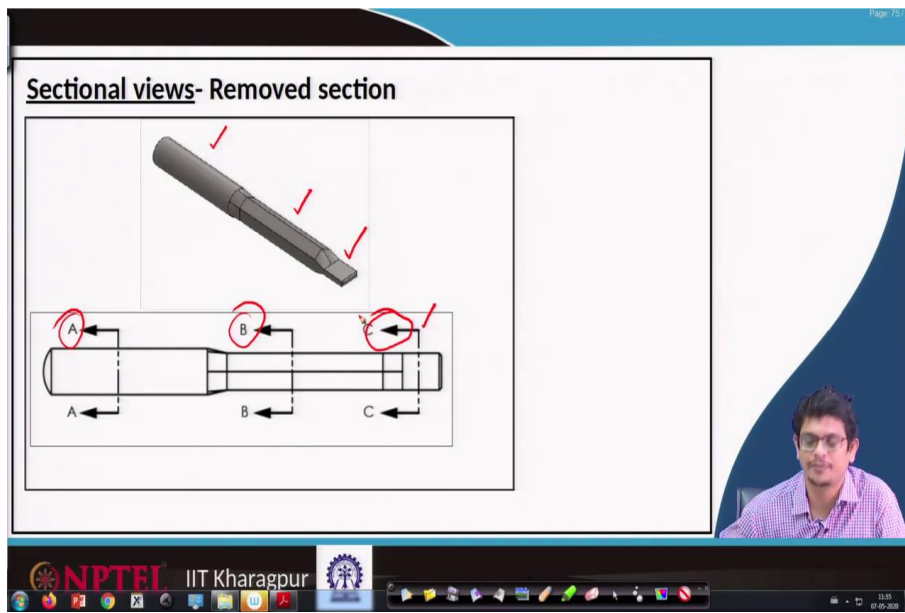 Page: 75/
Sectional views- Removed section
A
B
C
A
B
C
NPTEL
IIT Kharagpur
11:55
07-05-2020